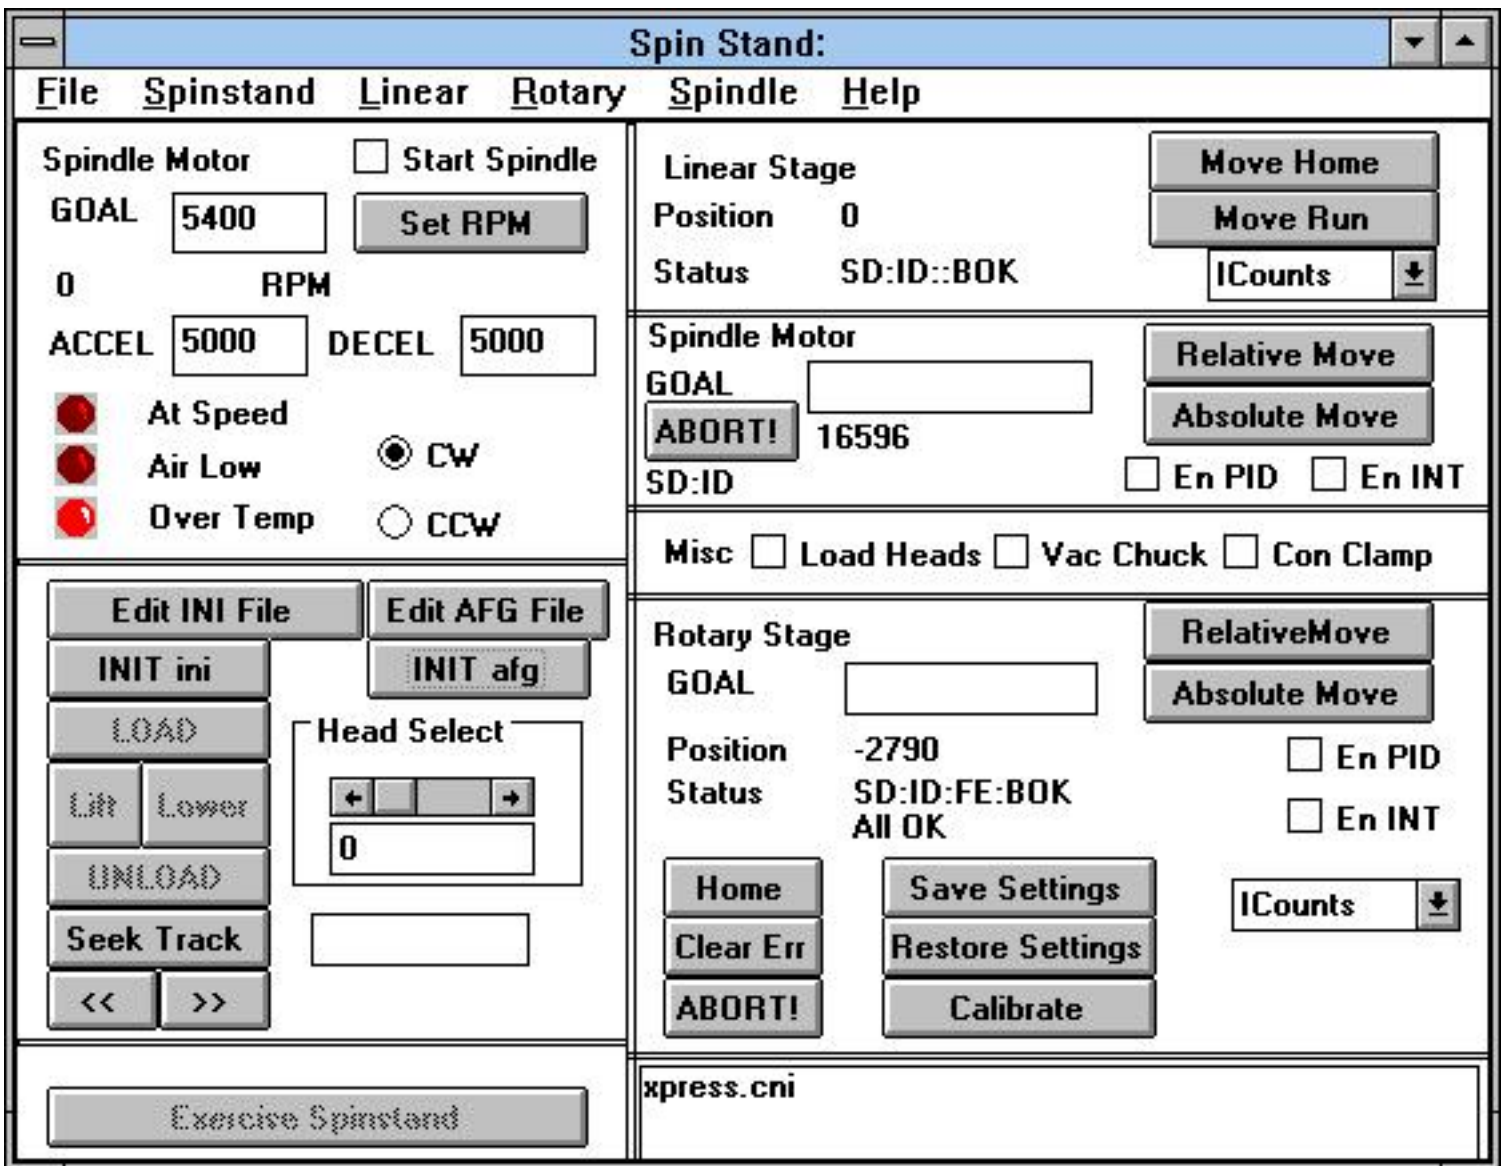 Spin Stand:
File Spinstand Linear Rotary Spindle Help
Spindle Motor Start Spindle
GOAL 5400 Set RPM
0 RPM
ACCEL 5000 DECEL 5000
At Speed
Air Low CW
Over Temp CCW
Edit INI File Edit AFG File
INIT ini INIT afg
LOAD
Head Select
Lift Lower
0
UNLOAD
Seek Track
<< >>
Exercise Spinstand
Linear Stage Move Home
Position 0 Move Run
Status SD:ID::BOK ICounts
Spindle Motor Relative Move
GOAL
ABORT! 16596 Absolute Move
SD:ID En PID En INT
Misc Load Heads Vac Chuck Con Clamp
Rotary Stage RelativeMove
GOAL Absolute Move
Position -2790 En PID
Status SD:ID:FE:BOK
All OK En INT
Home Save Settings ICounts
Clear Err Restore Settings
ABORT! Calibrate
xpress.cni